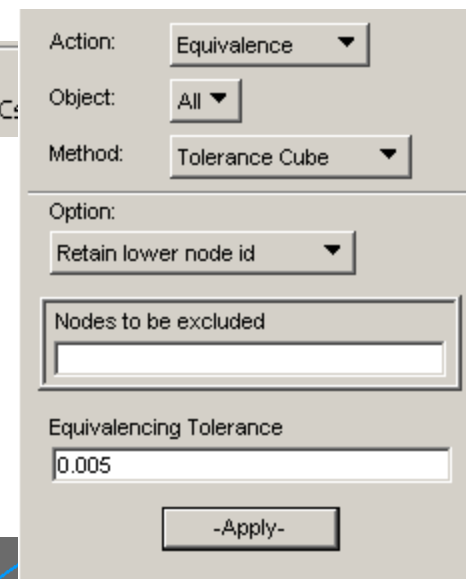 Action: Equivalence
Object: All
Method: Tolerance Cube
Option:
Retain lower node id
Nodes to be excluded
Equivalencing Tolerance
0.005
-Apply-